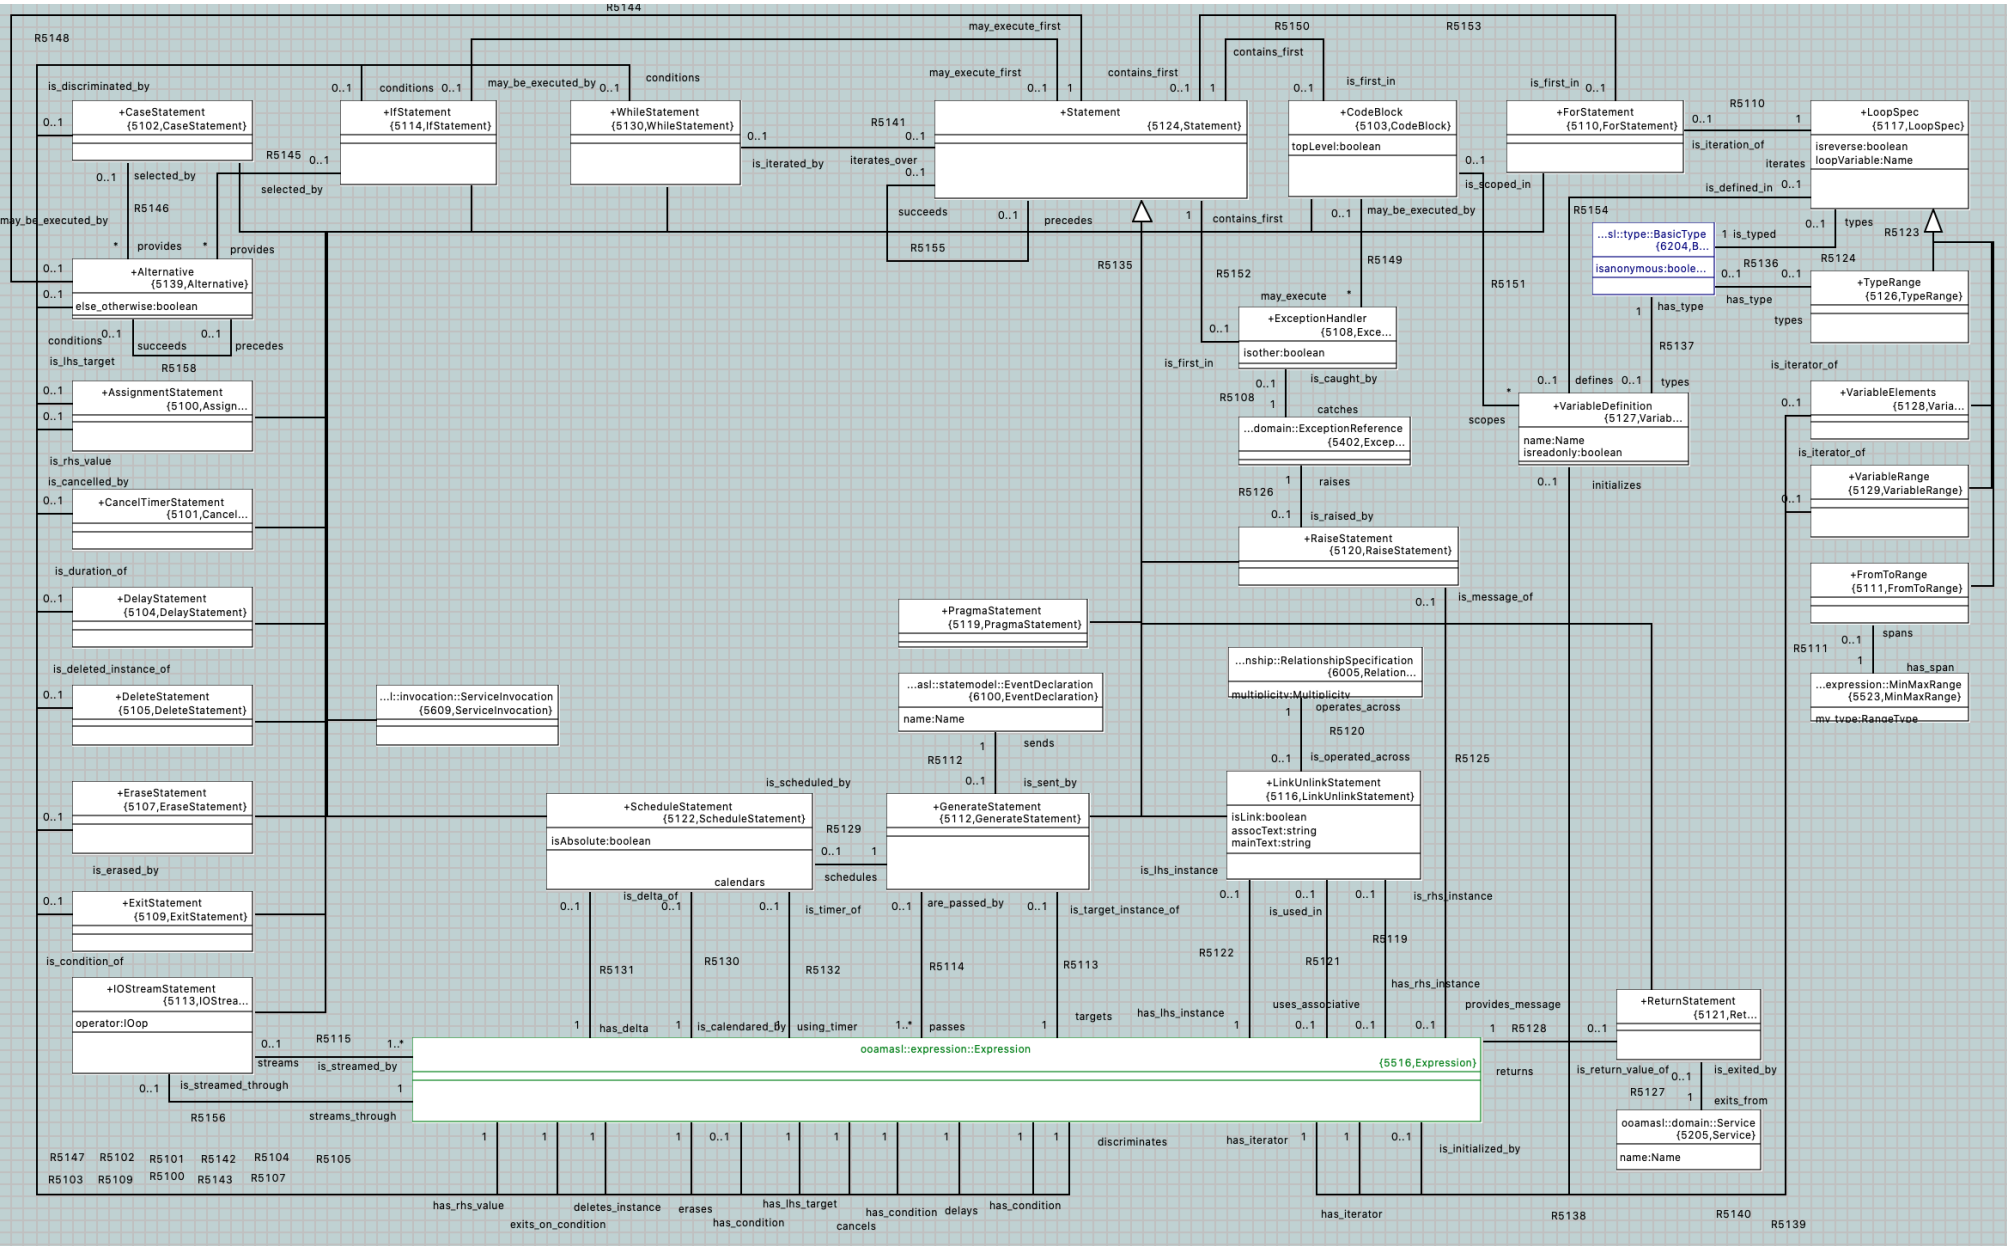 R5144
R5148
may_execute_first
R5150
R5153
contains_first
is_discriminated_by
0..1
conditions
0..1
may_be_executed_by
0..1
conditions
may_execute_first
0..1
1
contains_first
0..1
1
is_first_in
0..1
is_first_in
0..1
+CaseStatement
{5102,CaseStatement}
0..1
+IfStatement
{5114,IfStatement}
+WhileStatement
{5130,WhileStatement}
0..1
R5141
is_iterated_by
0..1
iterates_over
0..1
+Statement
{5124,Statement}
+CodeBlock
{5103,CodeBlock}
topLevel:boolean
0..1
is_scoped_in
+ForStatement
{5110,ForStatement}
R5110
0..1
1
is_iteration_of
iterates
is_defined_in
0..1
+LoopSpec
{5117,LoopSpec}
isreverse:boolean
loopVariable:Name
R5145
0..1
selected_by
0..1
selected_by
R5146
may_be_executed_by
*
provides
*
provides
succeeds
0..1
precedes
R5155
1
contains_first
0..1
may_be_executed_by
R5135
R5152
R5149
R5151
R5154
...sl::type::BasicType
{6204,B...
isanonymous:boole...
1
is_typed
R5136
0..1
types
R5123
R5124
0..1
0..1
has_type
+TypeRange
{5126,TypeRange}
types
has_type
1
R5137
0..1
+Alternative
{5139,Alternative}
else_otherwise:boolean
0..1
conditions
0..1
succeeds
0..1
precedes
R5158
may_execute
*
0..1
is_first_in
+ExceptionHandler
{5108,Exce...
isother:boolean
0..1
is_caught_by
R5108
1
catches
...domain::ExceptionReference
{5402,Excep...
R5126
1
raises
0..1
is_raised_by
+RaiseStatement
{5120,RaiseStatement}
0..1
is_message_of
*
scopes
0..1
defines
0..1
types
+VariableDefinition
{5127,Variab...
name:Name
isreadonly:boolean
0..1
initializes
is_iterator_of
0..1
+VariableElements
{5128,Varia...
is_iterator_of
0..1
+VariableRange
{5129,VariableRange}
+FromToRange
{5111,FromToRange}
0..1
spans
R5111
1
has_span
...expression::MinMaxRange
{5523,MinMaxRange}
my_type:RangeType
is_lhs_target
0..1
0..1
+AssignmentStatement
{5100,Assign...
is_rhs_value
is_cancelled_by
0..1
+CancelTimerStatement
{5101,Cancel...
is_duration_of
0..1
+DelayStatement
{5104,DelayStatement}
is_deleted_instance_of
0..1
+DeleteStatement
{5105,DeleteStatement}
...l::invocation::ServiceInvocation
{5609,ServiceInvocation}
+PragmaStatement
{5119,PragmaStatement}
...asl::statemodel::EventDeclaration
{6100,EventDeclaration}
name:Name
1
sends
R5112
0..1
is_sent_by
...nship::RelationshipSpecification
{6005,Relation...
multiplicity:Multiplicity
1
operates_across
R5120
0..1
is_operated_across
R5125
0..1
+EraseStatement
{5107,EraseStatement}
is_erased_by
is_scheduled_by
+ScheduleStatement
{5122,ScheduleStatement}
isAbsolute:boolean
calendars
R5129
0..1
1
schedules
+GenerateStatement
{5112,GenerateStatement}
+LinkUnlinkStatement
{5116,LinkUnlinkStatement}
isLink:boolean
assocText:string
mainText:string
0..1
+ExitStatement
{5109,ExitStatement}
is_condition_of
0..1
is_delta_of
0..1
0..1
is_timer_of
0..1
are_passed_by
0..1
is_target_instance_of
is_lhs_instance
0..1
0..1
is_used_in
0..1
is_rhs_instance
R5131
R5130
R5132
R5114
R5113
R5122
R5121
R5119
+IOStreamStatement
{5113,IOStrea...
operator:IOop
1
has_delta
1
is_calendared_by
1
using_timer
1..*
passes
1
targets
has_lhs_instance
1
uses_associative
0..1
has_rhs_instance
0..1
provides_message
0..1
0..1
R5115
1..*
streams
is_streamed_by
0..1
is_streamed_through
1
R5156
streams_through
ooamasl::expression::Expression
{5516,Expression}
1
R5128
0..1
returns
is_return_value_of
+ReturnStatement
{5121,Ret...
0..1
is_exited_by
R5127
1
exits_from
ooamasl::domain::Service
{5205,Service}
name:Name
1
1
1
1
0..1
1
1
1
1
1
discriminates
has_iterator
1
1
0..1
is_initialized_by
R5147
R5102
R5101
R5142
R5104
R5105
R5103
R5109
R5100
R5143
R5107
has_rhs_value
exits_on_condition
deletes_instance
erases
has_condition
has_lhs_target
cancels
has_condition
delays
has_condition
has_iterator
R5138
R5140
R5139